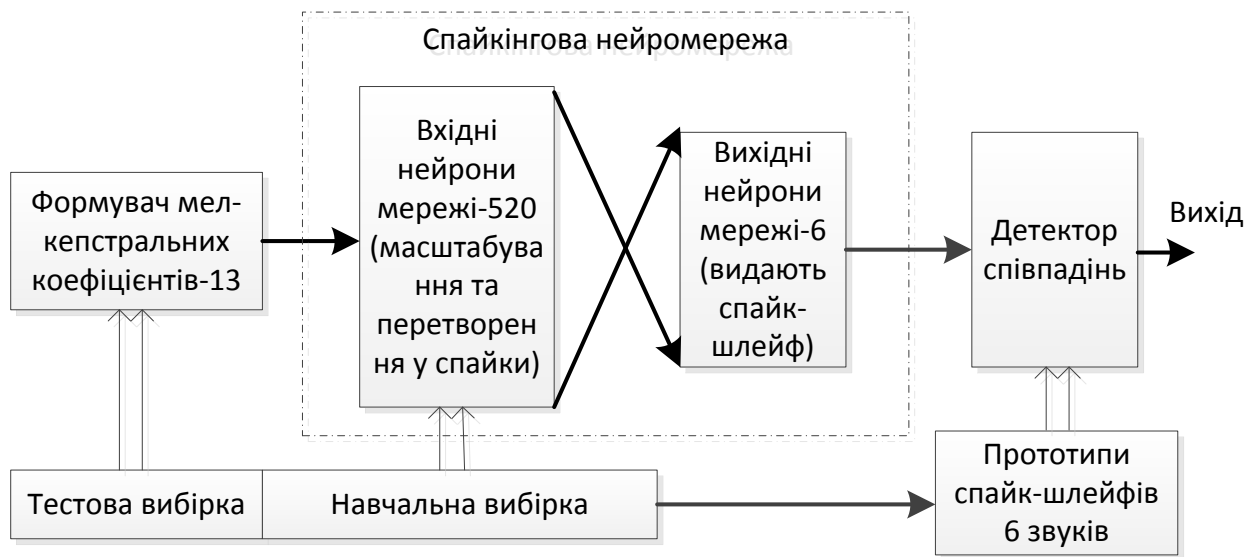 Спайкінгова нейромережа
Формувач мел-
кепстральних
коефіцієнтів-13
Вхідні
нейрони
мережі-520
(масштабува
ння та
перетворен
ня у спайки)
Вихідні
нейрони
мережі-6
(видають
спайк-
шлейф)
Детектор
співпадінь
Вихід
Тестова вибірка
Навчальна вибірка
Прототипи
спайк-шлейфів
6 звуків